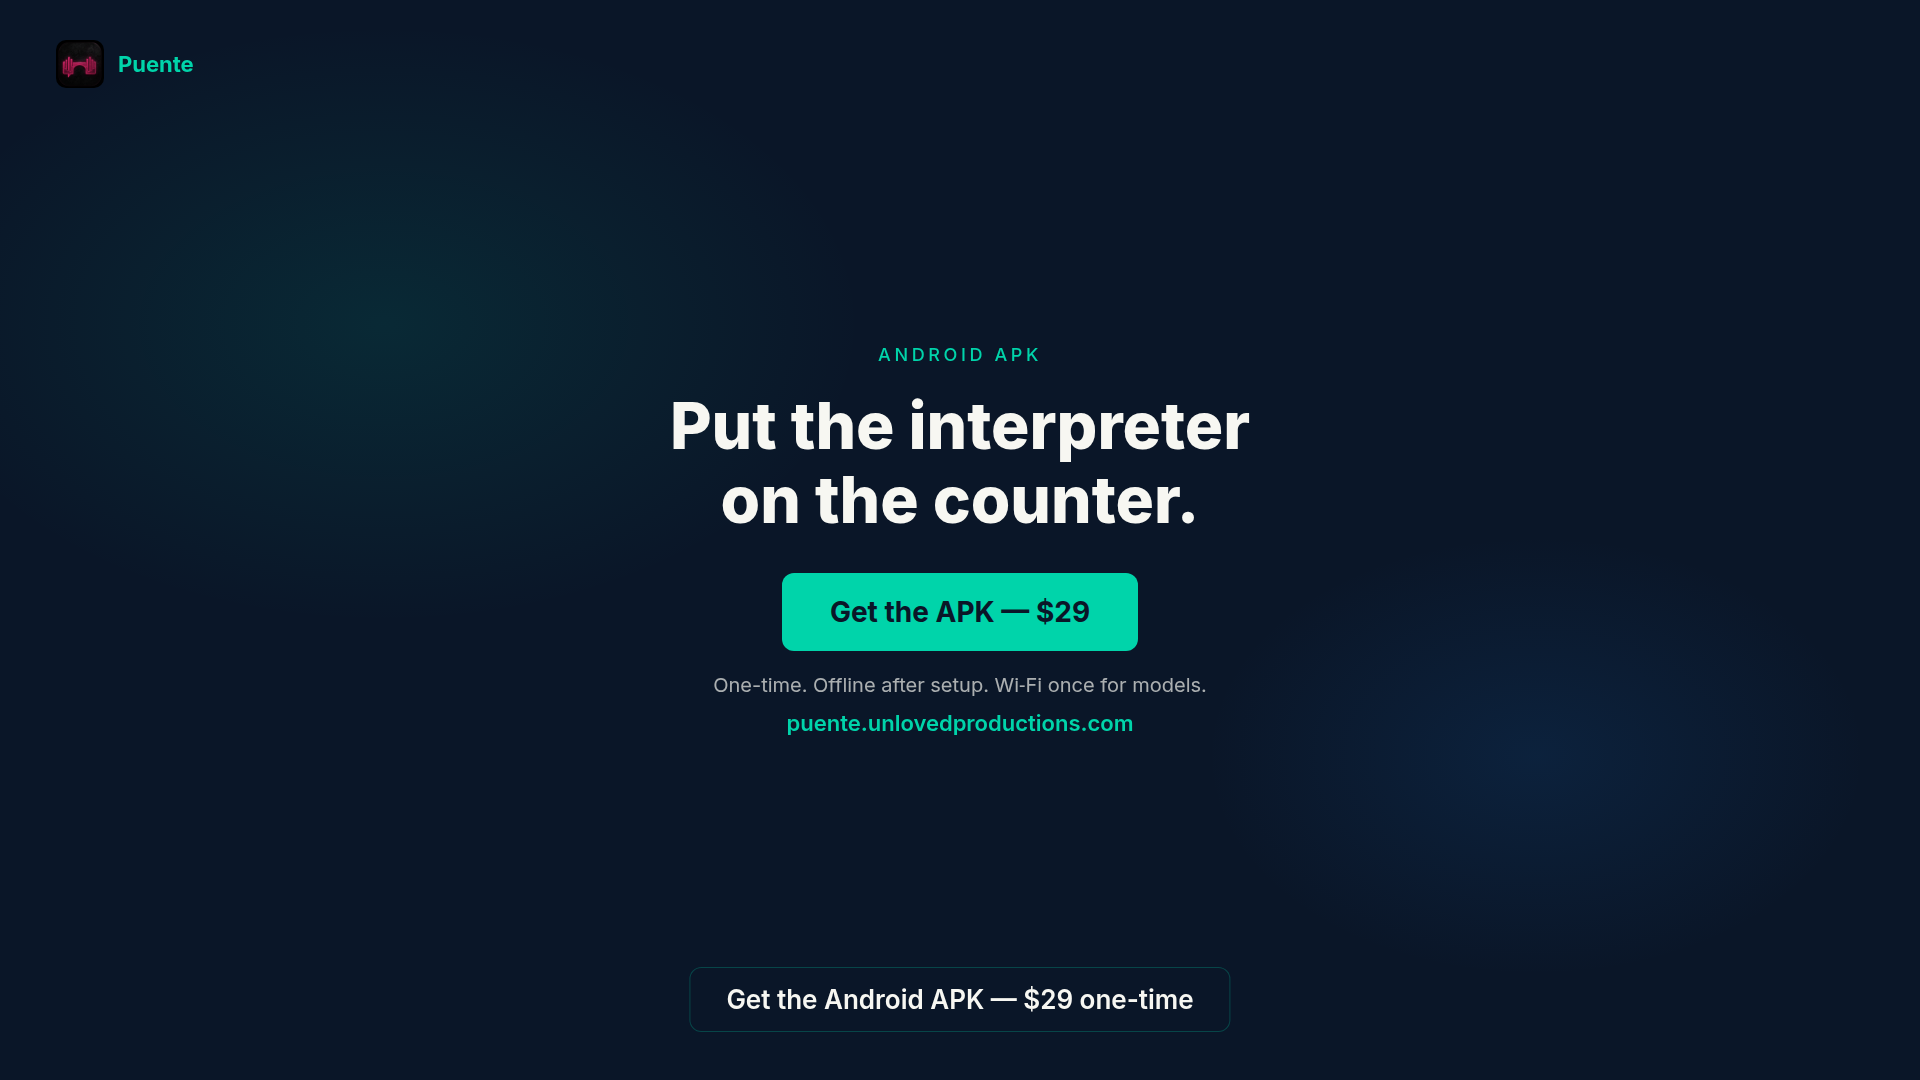 Puente
ANDROID APK
Put the interpreter
on the counter.
Get the APK — $29
One-time. Offline after setup. Wi-Fi once for models.
puente.unlovedproductions.com
Get the Android APK — $29 one-time